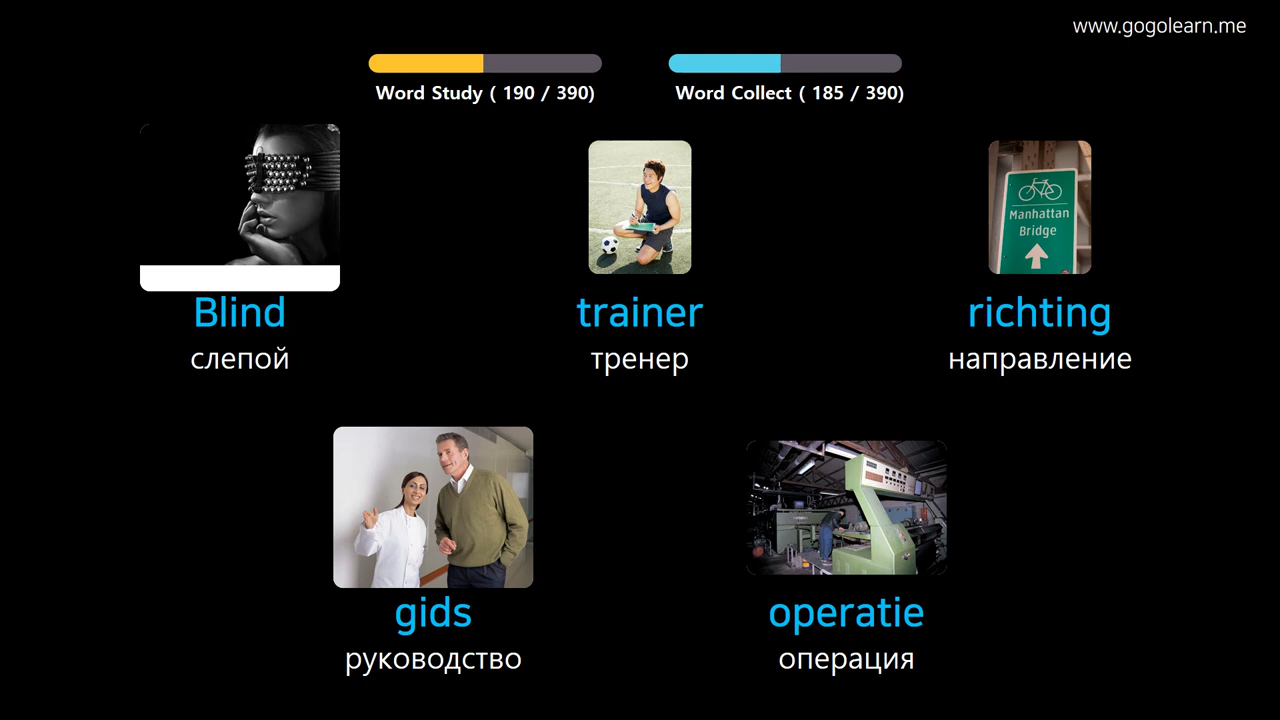 www.gogolearn.me
Word Study ( 190 / 390)
Word Collect ( 185 / 390)
Manhattan
Bridge
Blind
слепой
trainer
тренер
richting
направление
gids
руководство
operatie
операция